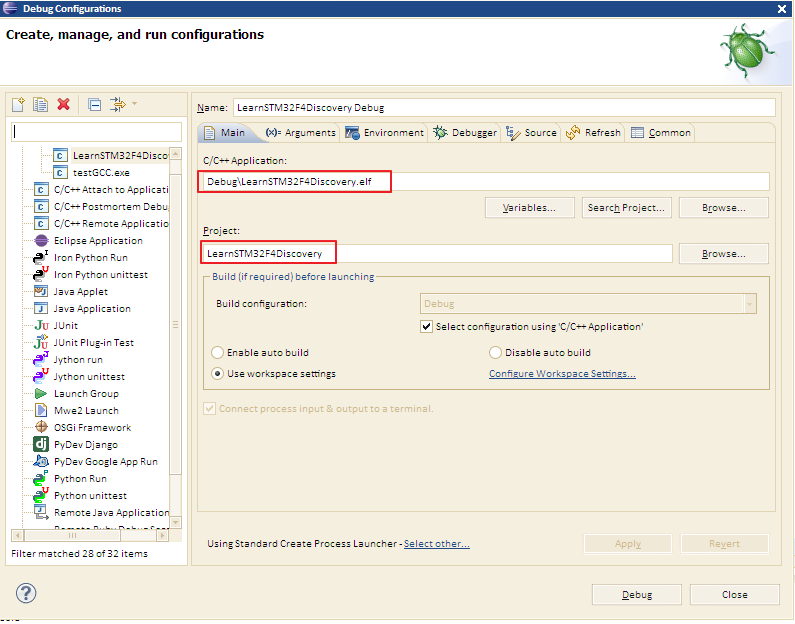 Debug Configurations
Create, manage, and run configurations
LearnSTM32F4Disco
testGCC.exe
C/C++ Attach to Applicati
C/C++ Postmortem Debu
C/C++ Remote Applicatio
Eclipse Application
Iron Python Run
Iron Python unittest
Java Applet
Java Application
JUnit
JUnit Plug-in Test
Jython run
Jython unittest
Launch Group
Mwe2 Launch
OSGi Framework
PyDev Django
PyDev Google App Run
Python Run
Python unittest
Remote Java Application
Filter matched 28 of 32 items
Name: LearnSTM32F4Discovery Debug
Main (x)= Arguments Environment Debugger Source Refresh Common
C/C++ Application:
Debug\LearnSTM32F4Discovery.elf
Variables... Search Project... Browse...
Project:
LearnSTM32F4Discovery Browse...
Build (if required) before launching
Build configuration: Debug
Select configuration using 'C/C++ Application'
Enable auto build Disable auto build
Use workspace settings Configure Workspace Settings...
Connect process input & output to a terminal.
Using Standard Create Process Launcher - Select other... Apply Revert
Debug Close